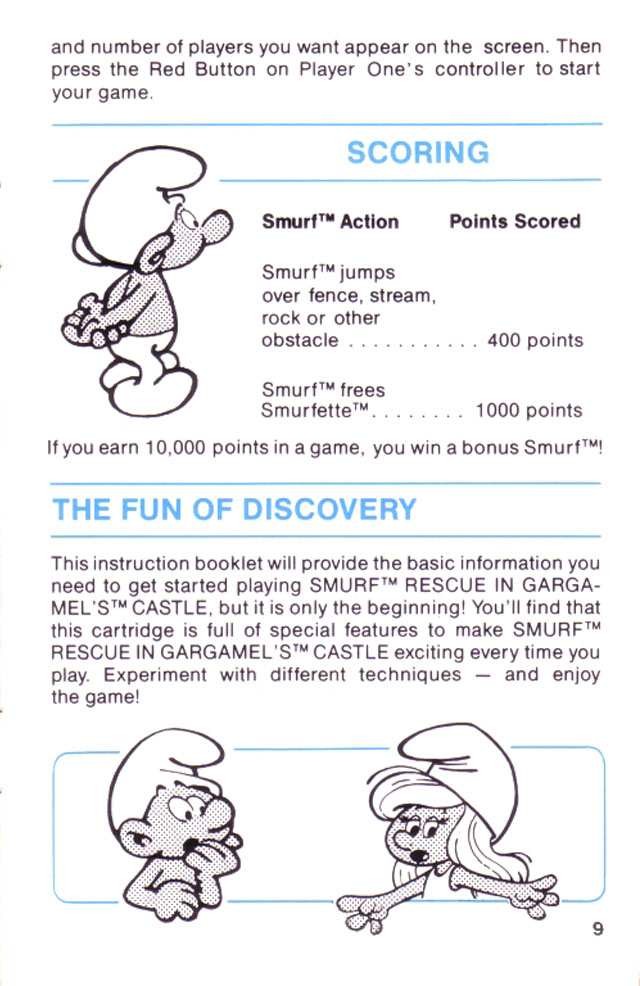 and number of players you want appear on the screen. Then
press the Red Button on Player One's controller to start
your game.
SCORING
Smurf™ Action Points Scored
Smurf™ jumps
over fence, stream,
rock or other
obstacle . . . . . . . . . . . 400 points
Smurf™ frees
Smurfette™. . . . . . . . 1000 points
If you earn 10,000 points in a game, you win a bonus Smurf™!
THE FUN OF DISCOVERY
This instruction booklet will provide the basic information you
need to get started playing SMURF™ RESCUE IN GARGA-
MEL'S™ CASTLE, but it is only the beginning! You'll find that
this cartridge is full of special features to make SMURF™
RESCUE IN GARGAMEL'S™ CASTLE exciting every time you
play. Experiment with different techniques — and enjoy
the game!
9